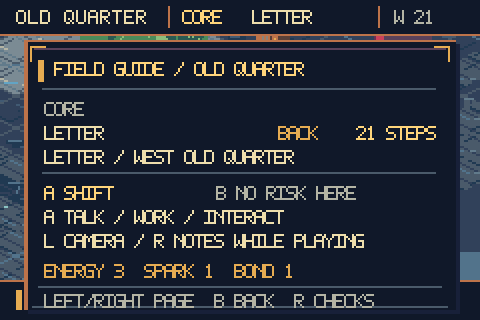 OLD QUARTER CORE LETTER W 21
FIELD GUIDE / OLD QUARTER
CORE
LETTER BACK 21 STEPS
LETTER / WEST OLD QUARTER
A SHIFT B NO RISK HERE
A TALK / WORK / INTERACT
L CAMERA / R NOTES WHILE PLAYING
ENERGY 3 SPARK 1 BOND 1
LEFT/RIGHT PAGE B BACK R CHECKS